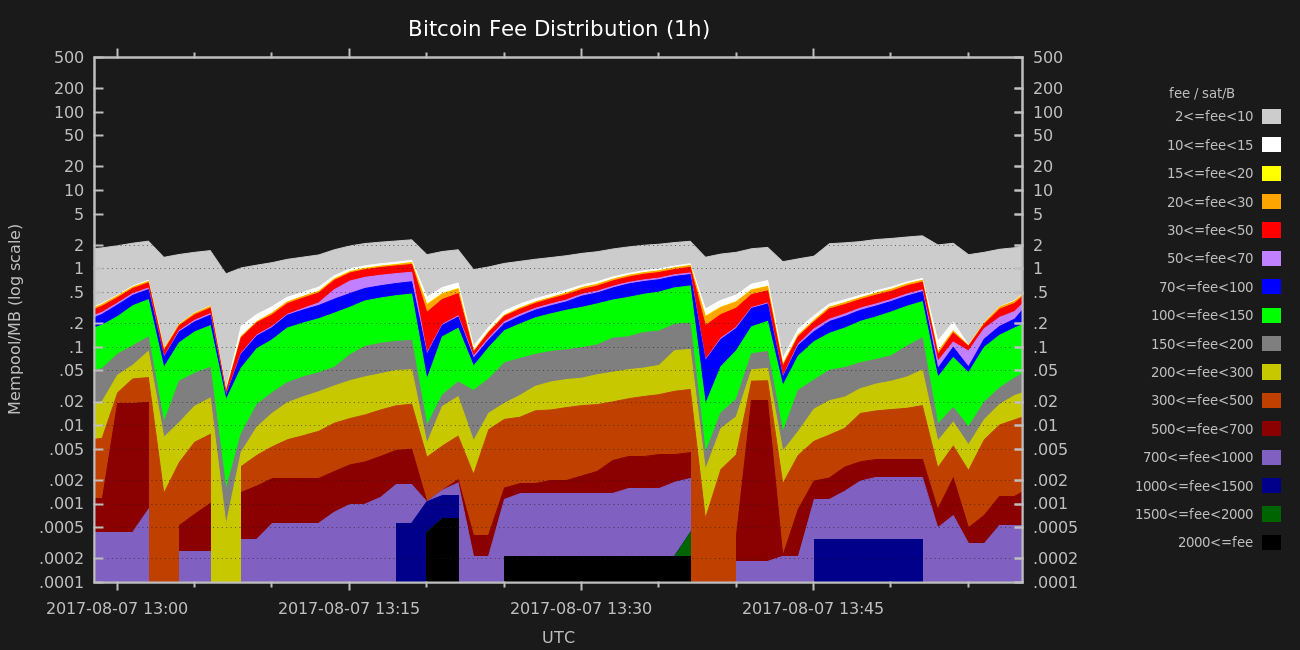 Bitcoin Fee Distribution (1h)
500 500
200 200
100 100
50 50
20 20
10 10
5 5
2 2
1 1
.5 .5
.2 .2
.1 .1
.05 .05
.02 .02
.01 .01
.005 .005
.002 .002
.001 .001
.0005 .0005
.0002 .0002
.0001 .0001
Mempool/MB (log scale)
2017-08-07 13:00 2017-08-07 13:15 2017-08-07 13:30 2017-08-07 13:45
UTC
fee / sat/B
2<=fee<10
10<=fee<15
15<=fee<20
20<=fee<30
30<=fee<50
50<=fee<70
70<=fee<100
100<=fee<150
150<=fee<200
200<=fee<300
300<=fee<500
500<=fee<700
700<=fee<1000
1000<=fee<1500
1500<=fee<2000
2000<=fee